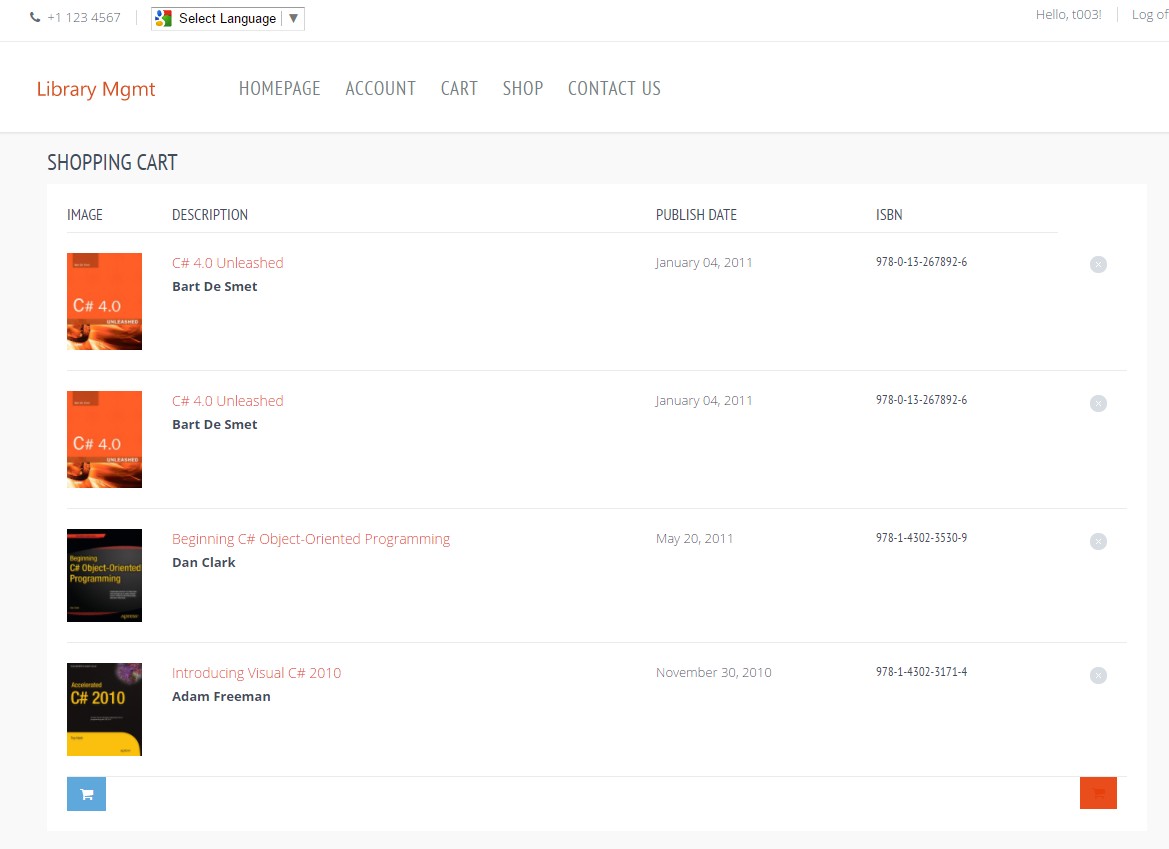 +1 123 4567
Select Language ▼
Hello, t003!
Log of
Library Mgmt
HOMEPAGE ACCOUNT CART SHOP CONTACT US
SHOPPING CART
IMAGE DESCRIPTION PUBLISH DATE ISBN
C# 4.0 Unleashed January 04, 2011 978-0-13-267892-6
Bart De Smet
C# 4.0
UNLEASHED
C# 4.0 Unleashed January 04, 2011 978-0-13-267892-6
Bart De Smet
C# 4.0
UNLEASHED
Beginning C# Object-Oriented Programming May 20, 2011 978-1-4302-3530-9
Dan Clark
Beginning
C# Object-Oriented
Programming
Introducing Visual C# 2010 November 30, 2010 978-1-4302-3171-4
Adam Freeman
Accelerated
C# 2010